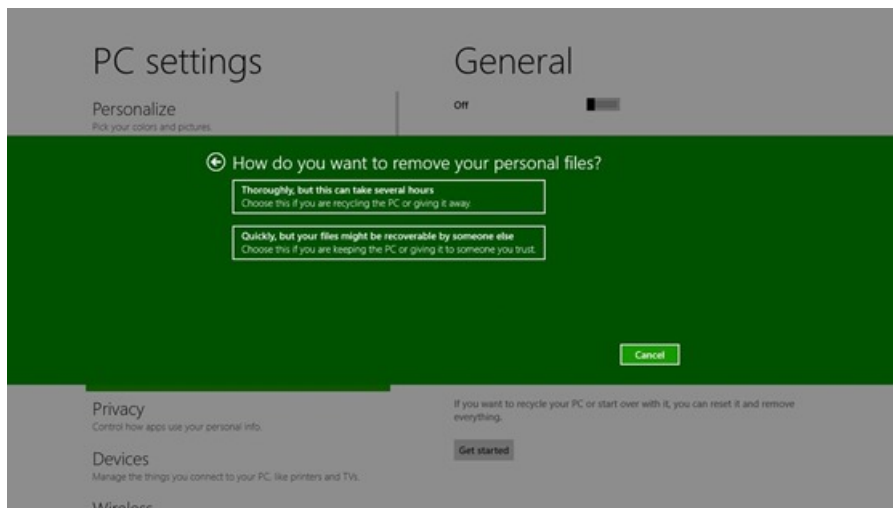 PC settings
General
Personalize
Pick your colors and pictures.
Off
How do you want to remove your personal files?
Thoroughly, but this can take several hours
Choose this if you are recycling the PC or giving it away.
Quickly, but your files might be recoverable by someone else
Choose this if you are keeping the PC or giving it to someone you trust.
Cancel
Privacy
Control how apps use your personal info.
Devices
Manage the things you connect to your PC, like printers and TVs.
Wireless
If you want to recycle your PC or start over with it, you can reset it and remove
everything.
Get started